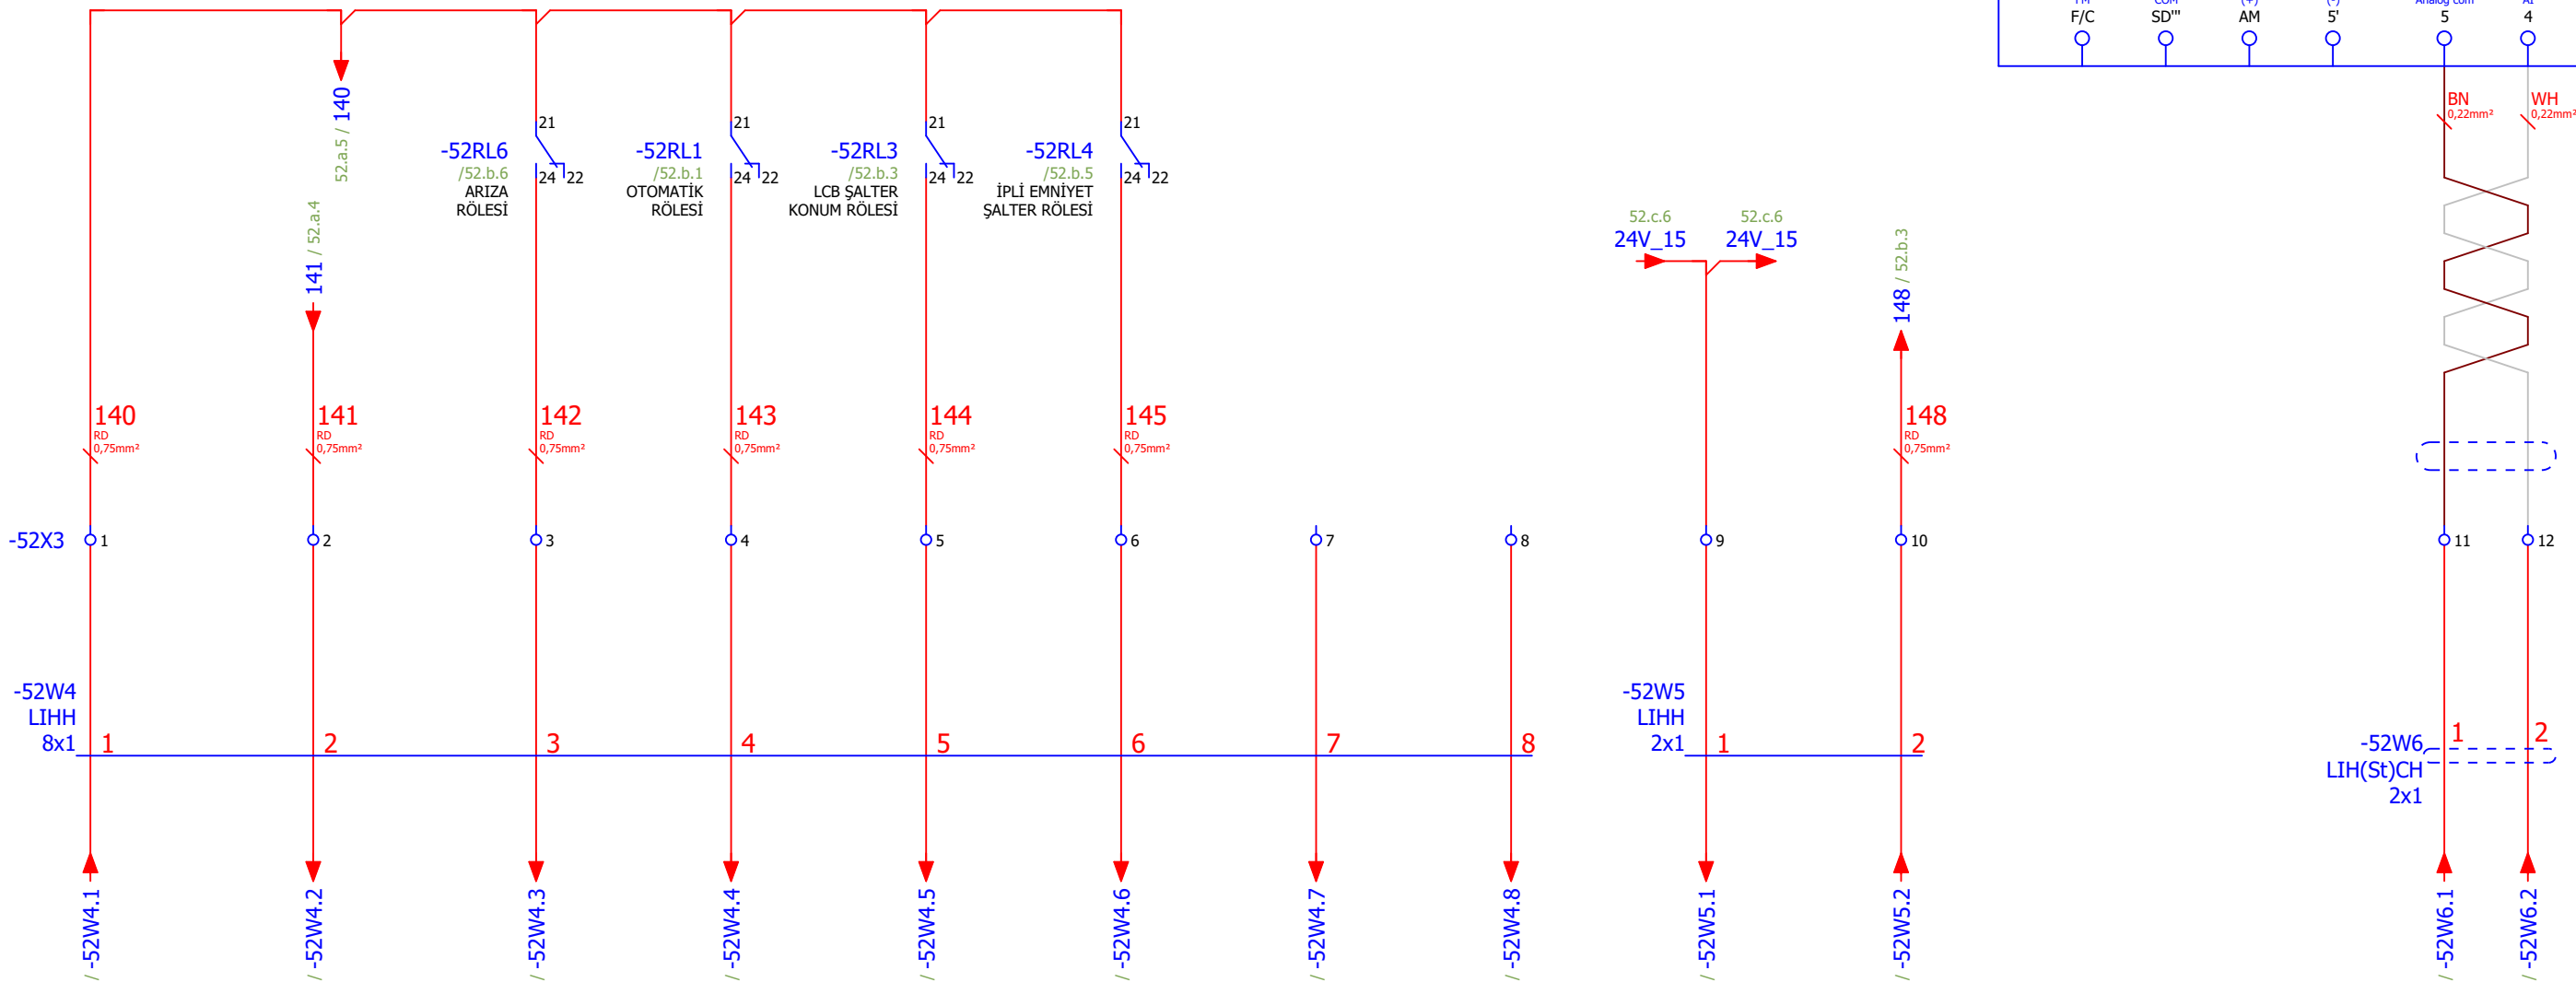 FM
COM
(+)
(-)
Analog com
AI
F/C
SD'''
AM
5'
5
4
BN
0,22mm²
WH
0,22mm²
52.a.5 / 140
141 / 52.a.4
-52RL6
/52.b.6
ARIZA
RÖLESİ
21
24
22
-52RL1
/52.b.1
OTOMATİK
RÖLESİ
21
24
22
-52RL3
/52.b.3
LCB ŞALTER
KONUM RÖLESİ
21
24
22
-52RL4
/52.b.5
İPLİ EMNİYET
ŞALTER RÖLESİ
21
24
22
52.c.6
24V_15
52.c.6
24V_15
148 / 52.b.3
140
RD
0,75mm²
141
RD
0,75mm²
142
RD
0,75mm²
143
RD
0,75mm²
144
RD
0,75mm²
145
RD
0,75mm²
148
RD
0,75mm²
-52X3
1
2
3
4
5
6
7
8
9
10
11
12
-52W4
LIHH
8x1
1
2
3
4
5
6
7
8
-52W5
LIHH
2x1
1
2
-52W6
LIH(St)CH
2x1
1
2
/ -52W4.1
/ -52W4.2
/ -52W4.3
/ -52W4.4
/ -52W4.5
/ -52W4.6
/ -52W4.7
/ -52W4.8
/ -52W5.1
/ -52W5.2
/ -52W6.1
/ -52W6.2